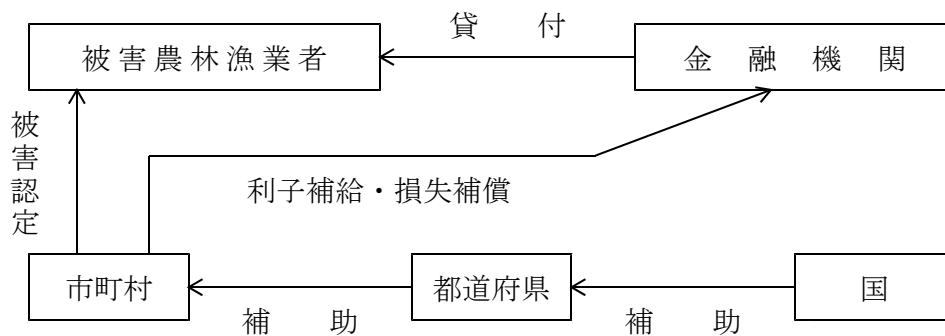 貸付
被害農林漁業者
金融機関
被害認定
利子補給・損失補償
市町村
都道府県
国
補助
補助